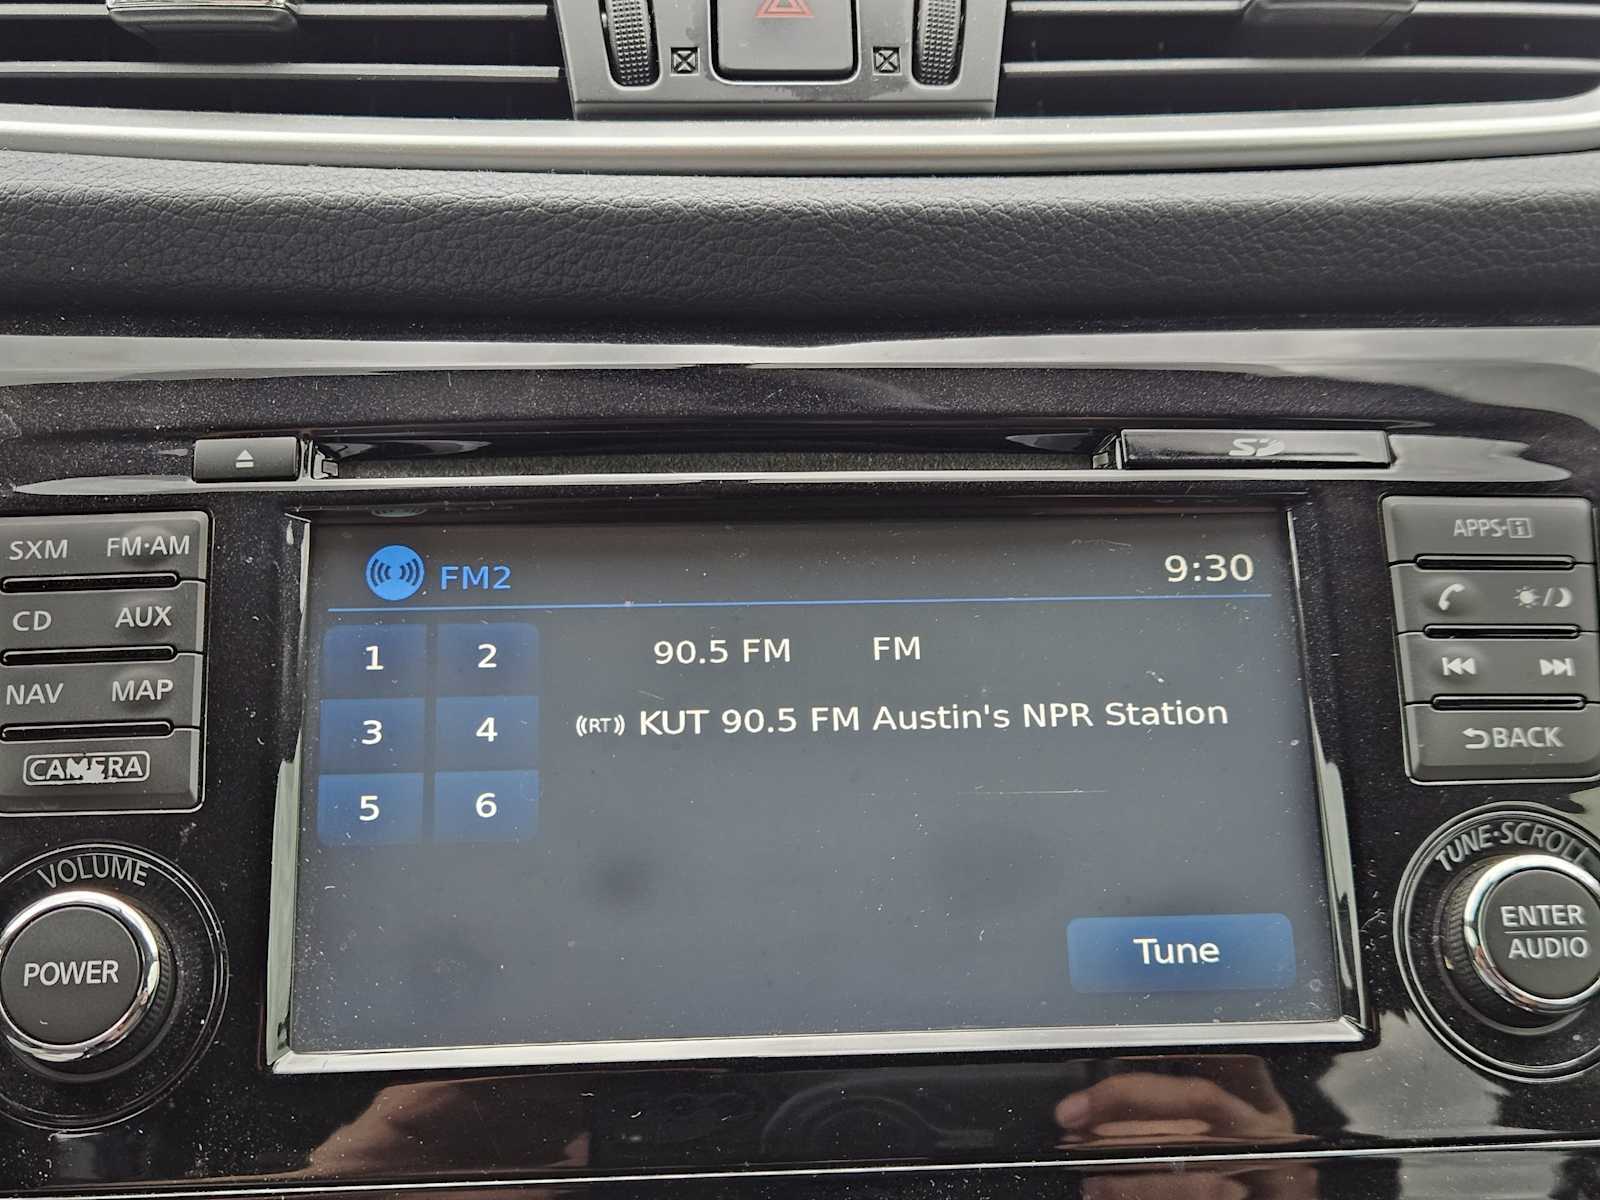 SD
SXM FM·AM
CD AUX
NAV MAP
CAMERA
VOLUME
POWER
FM2 9:30
1 2
3 4
5 6
90.5 FM FM
((RT)) KUT 90.5 FM Austin's NPR Station
Tune
APPS·i
BACK
TUNE·SCROLL
ENTER
AUDIO